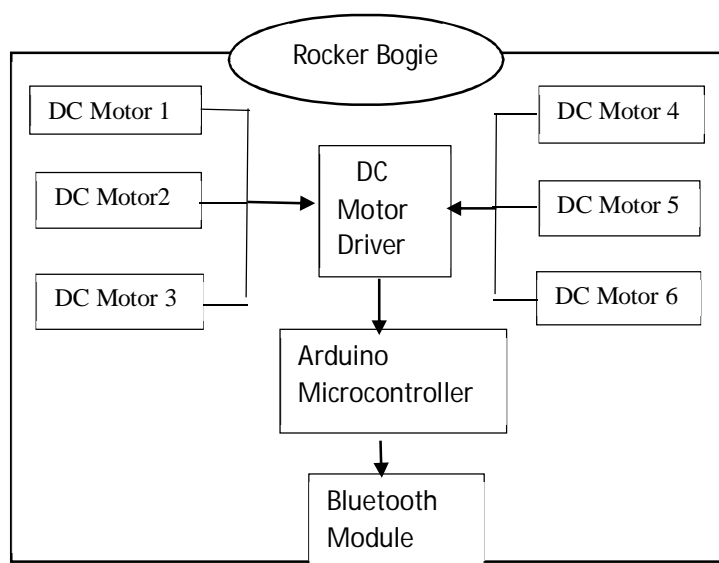 Rocker Bogie
DC Motor 1
DC Motor2
DC Motor 3
DC
Motor
Driver
DC Motor 4
DC Motor 5
DC Motor 6
Arduino
Microcontroller
Bluetooth
Module